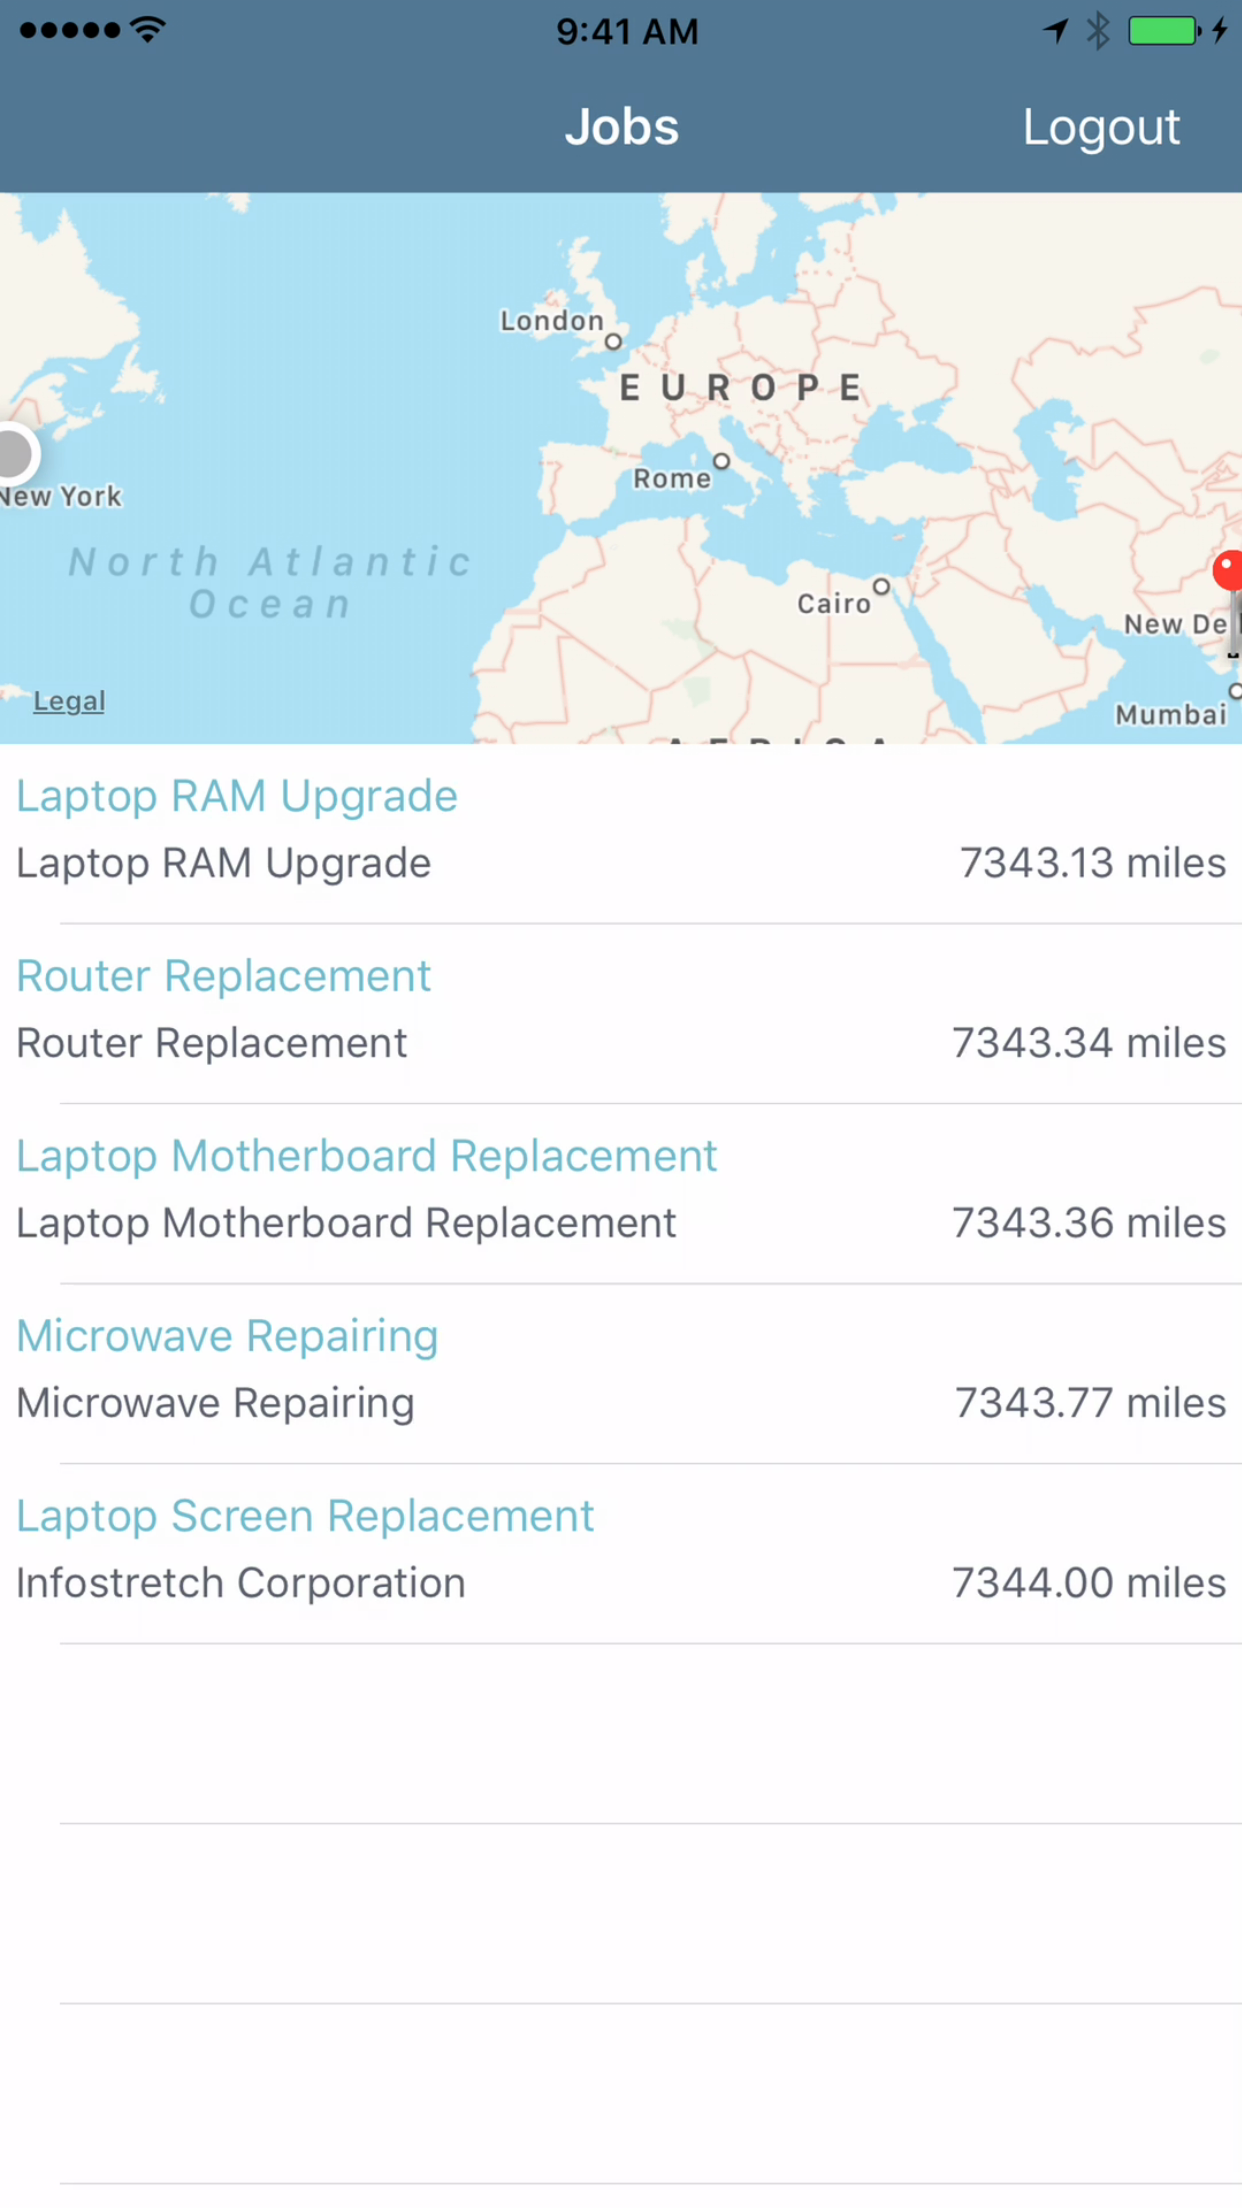 9:41 AM
Jobs
Logout
London
EUROPE
Rome
New York
North Atlantic
Ocean
Cairo
New De
Legal
Mumbai
AFRICA
Laptop RAM Upgrade
Laptop RAM Upgrade
7343.13 miles
Router Replacement
Router Replacement
7343.34 miles
Laptop Motherboard Replacement
Laptop Motherboard Replacement
7343.36 miles
Microwave Repairing
Microwave Repairing
7343.77 miles
Laptop Screen Replacement
Infostretch Corporation
7344.00 miles